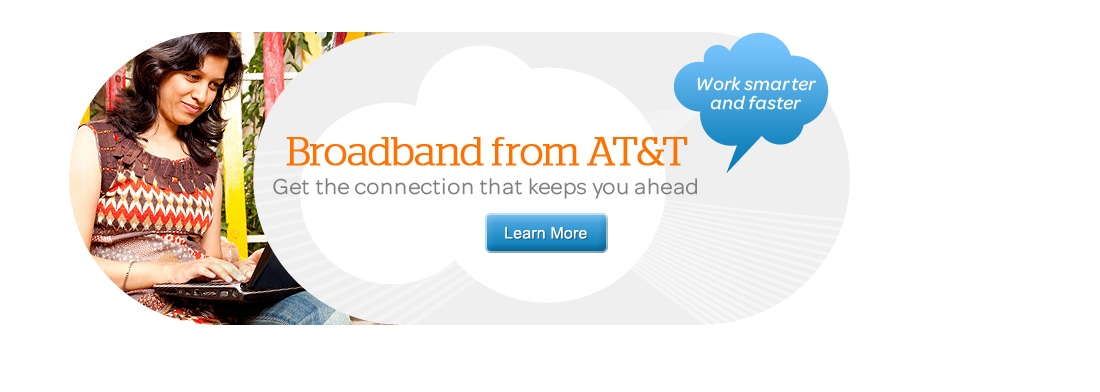 Work smarter
and faster
Broadband from AT&T
Get the connection that keeps you ahead
Learn More